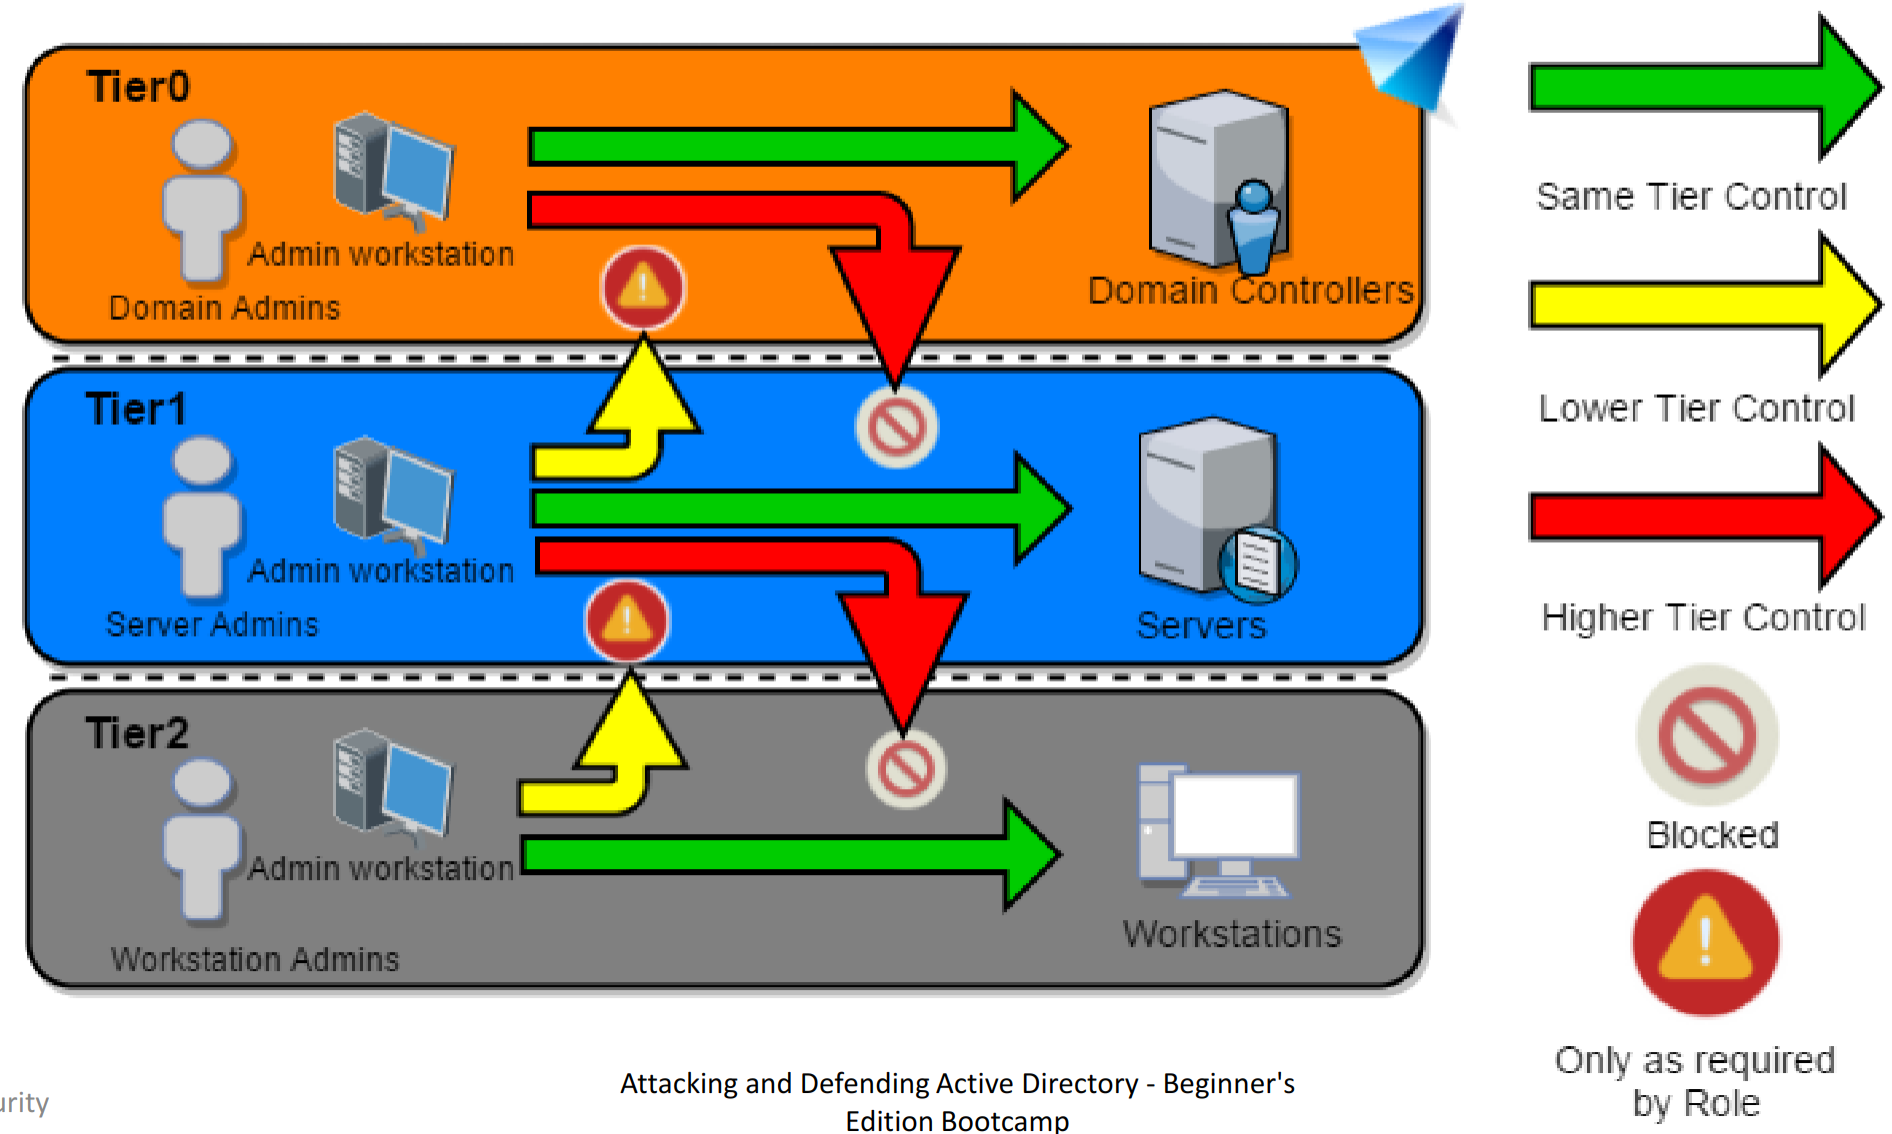 Tier0
Admin workstation
Domain Admins
Domain Controllers
Tier1
Admin workstation
Server Admins
Servers
Tier2
Admin workstation
Workstation Admins
Workstations
Same Tier Control
Lower Tier Control
Higher Tier Control
Blocked
Only as required
by Role
Attacking and Defending Active Directory - Beginner's
Edition Bootcamp
urity